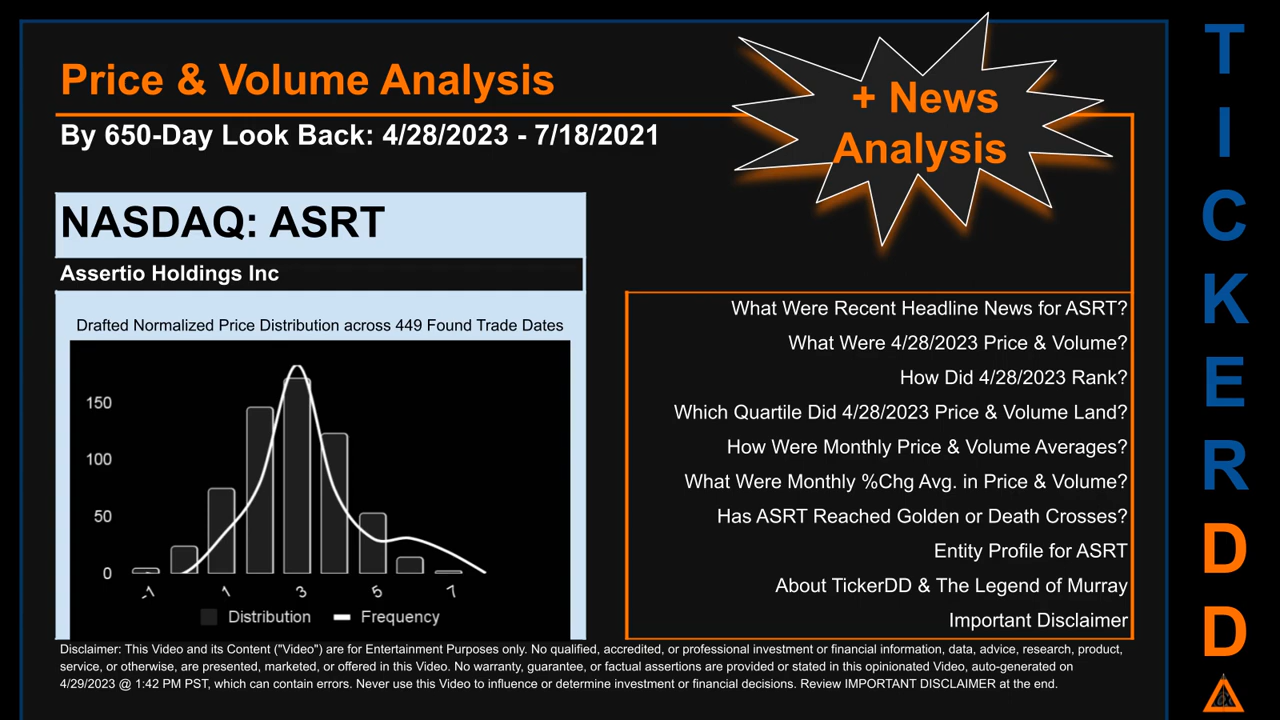 Price & Volume Analysis
+ News
Analysis
By 650-Day Look Back: 4/28/2023 - 7/18/2021
NASDAQ: ASRT
Assertio Holdings Inc
Drafted Normalized Price Distribution across 449 Found Trade Dates
150
100
50
0
-1
1
3
5
7
Distribution
Frequency
What Were Recent Headline News for ASRT?
What Were 4/28/2023 Price & Volume?
How Did 4/28/2023 Rank?
Which Quartile Did 4/28/2023 Price & Volume Land?
How Were Monthly Price & Volume Averages?
What Were Monthly %Chg Avg. in Price & Volume?
Has ASRT Reached Golden or Death Crosses?
Entity Profile for ASRT
About TickerDD & The Legend of Murray
Important Disclaimer
Disclaimer: This Video and its Content ("Video") are for Entertainment Purposes only. No qualified, accredited, or professional investment or financial information, data, advice, research, product,
service, or otherwise, are presented, marketed, or offered in this Video. No warranty, guarantee, or factual assertions are provided or stated in this opinionated Video, auto-generated on
4/29/2023 @ 1:42 PM PST, which can contain errors. Never use this Video to influence or determine investment or financial decisions. Review IMPORTANT DISCLAIMER at the end.
T
I
C
K
E
R
D
D